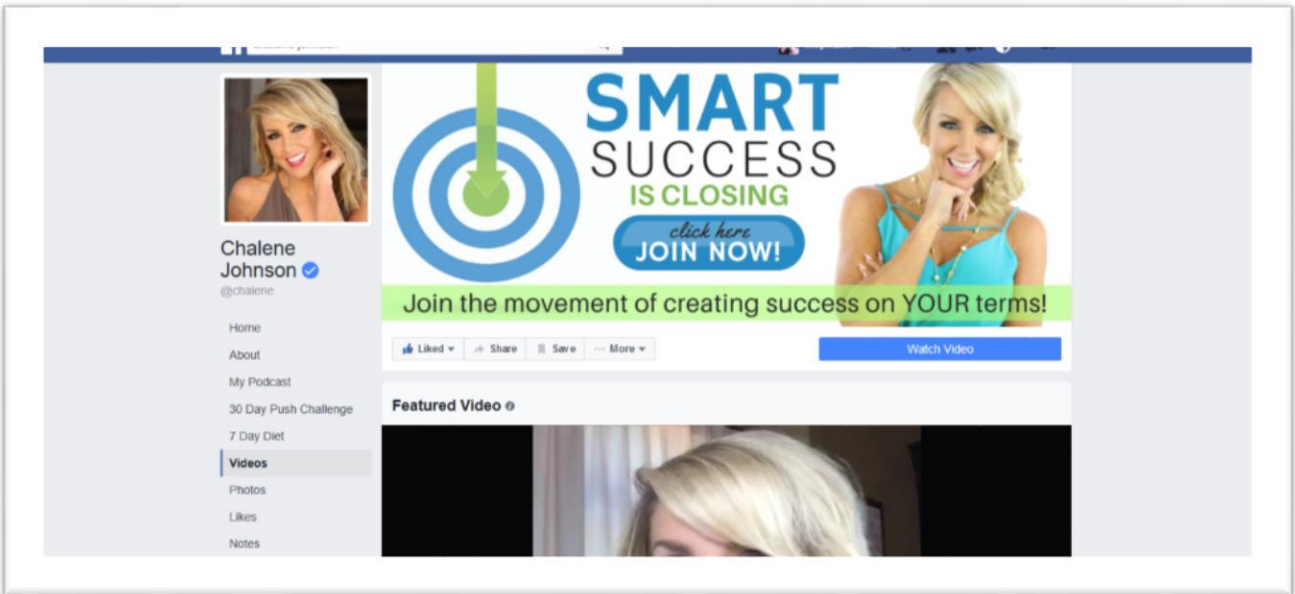 SMART
SUCCESS
IS CLOSING
click here
JOIN NOW!
Join the movement of creating success on YOUR terms!
Chalene
Johnson
@chalene
Home
About
My Podcast
30 Day Push Challenge
7 Day Diet
Videos
Photos
Likes
Notes
Liked Share Save ... More
Watch Video
Featured Video